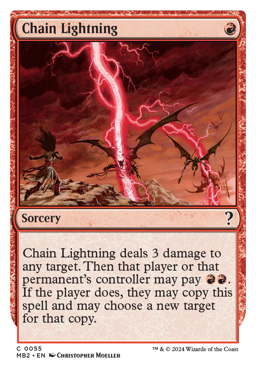 Chain Lightning
Sorcery
?
Chain Lightning deals 3 damage to
any target. Then that player or that
permanent's controller may pay
If the player does, they may copy this
spell and may choose a new target
for that copy.
C 0055
MB2 • EN Christopher Moeller
™ & © 2024 Wizards of the Coast